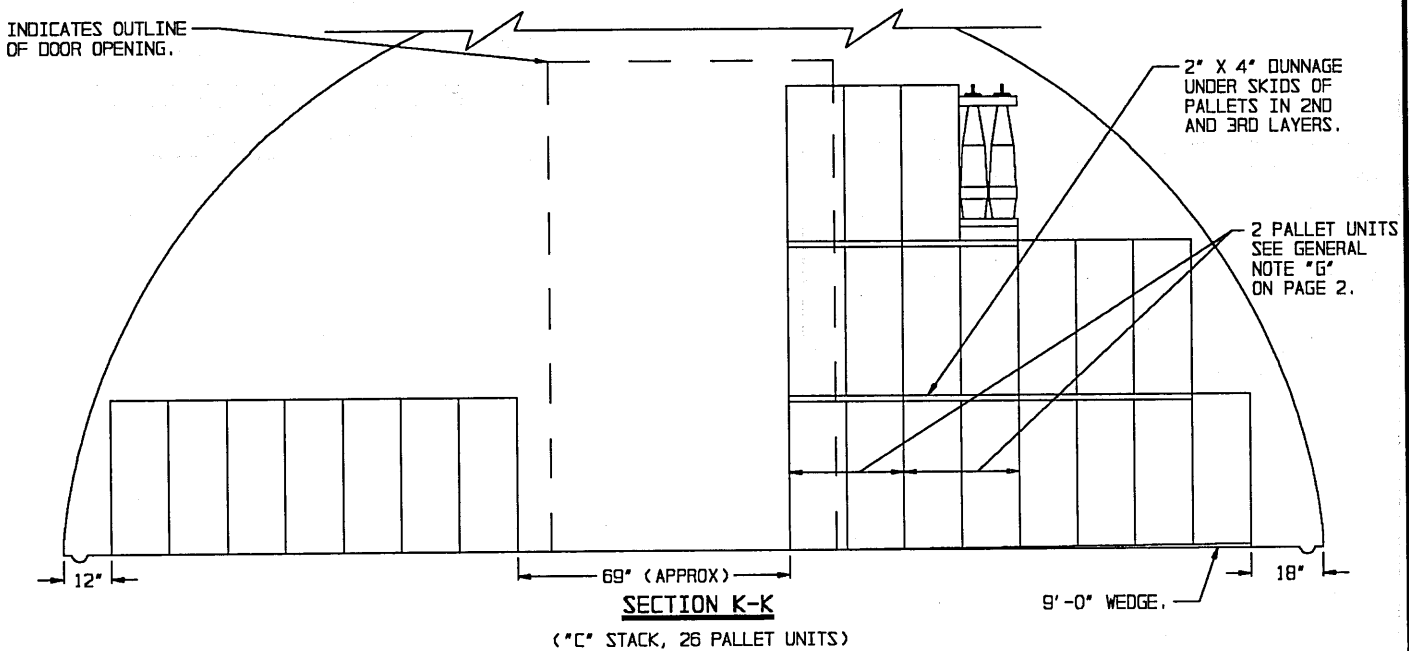 INDICATES OUTLINE
OF DOOR OPENING.
2" X 4" DUNNAGE
UNDER SKIDS OF
PALLETS IN 2ND
AND 3RD LAYERS.
2 PALLET UNITS
SEE GENERAL
NOTE "G"
ON PAGE 2.
12"
69" (APPROX)
18"
9'-0" WEDGE.
SECTION K-K
("C" STACK, 26 PALLET UNITS)